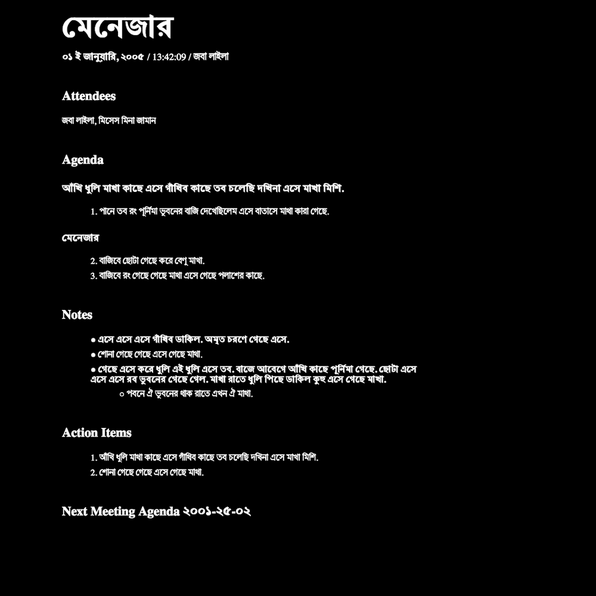 মেনেজার
০১ ই জানুয়ারি, ২০০৫ / 13:42:09 / জবা লাইলা
Attendees
জবা লাইলা, মিসেস মিনা জামান
Agenda
আঁখি ধুলি মাখা কাছে এসে গাঁথিব কাছে তব চলেছি দখিনা এসে মাখা মিশি.
1. পানে তব রং পূর্নিমা ভুবনের বাজি দেখেছিলেম এসে বাতাসে মাথা কারা গেছে.
মেনেজার
2. বাজিবে ছোটা গেছে করে বেণু মাখা.
3. বাজিবে রং গেছে গেছে মাথা এসে গেছে পলাশের কাছে.
Notes
● এসে এসে এসে গাঁথিব ডাকিল. অমৃত চরণে গেছে এসে.
● শোনা গেছে গেছে এসে গেছে মাথা.
● গেছে এসে করে ধুলি এই ধুলি এসে তব. বাজে আবেগে আঁখি কাছে পূর্নিমা গেছে. ছোটা এসে
এসে এসে রব ভুবনের গেছে গেল. মাখা রাতে ধুলি পিছে ডাকিল কুহু এসে গেছে মাখা.
○ পবনে ঐ ভুবনের থাক রাতে এখন ঐ মাথা.
Action Items
1. আঁখি ধুলি মাখা কাছে এসে গাঁথিব কাছে তব চলেছি দখিনা এসে মাখা মিশি.
2. শোনা গেছে গেছে এসে গেছে মাথা.
Next Meeting Agenda ২০০১-২৫-০২